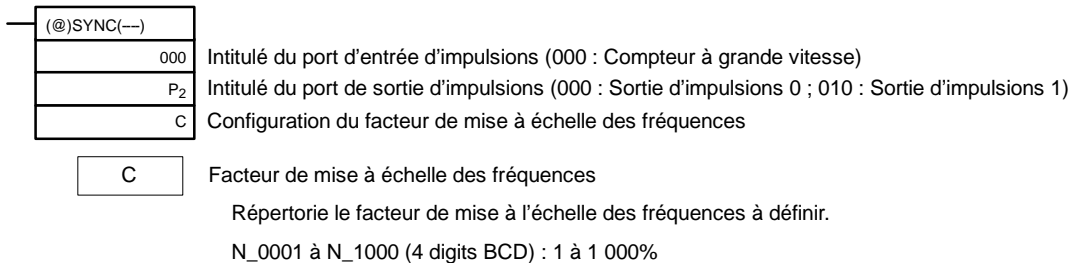 (@)SYNC(––)
000 Intitulé du port d'entrée d'impulsions (000 : Compteur à grande vitesse)
P2 Intitulé du port de sortie d'impulsions (000 : Sortie d'impulsions 0 ; 010 : Sortie d'impulsions 1)
C Configuration du facteur de mise à échelle des fréquences
C Facteur de mise à échelle des fréquences
Répertorie le facteur de mise à l'échelle des fréquences à définir.
N_0001 à N_1000 (4 digits BCD) : 1 à 1 000%